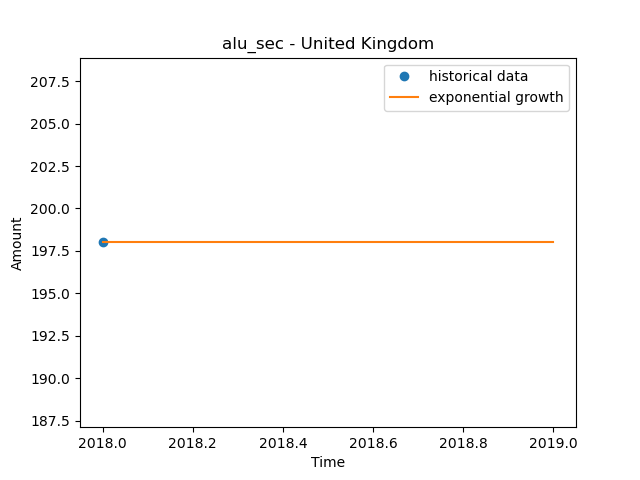 alu_sec - United Kingdom
historical data
exponential growth
207.5
205.0
202.5
200.0
197.5
195.0
192.5
190.0
187.5
Amount
2018.0 2018.2 2018.4 2018.6 2018.8 2019.0
Time